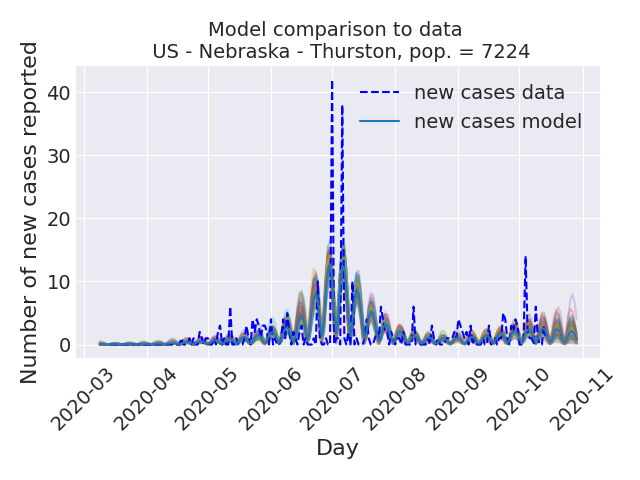 Model comparison to data
US - Nebraska - Thurston, pop. = 7224
Number of new cases reported
40
30
20
10
0
new cases data
new cases model
2020-03
2020-04
2020-05
2020-06
2020-07
2020-08
2020-09
2020-10
2020-11
Day